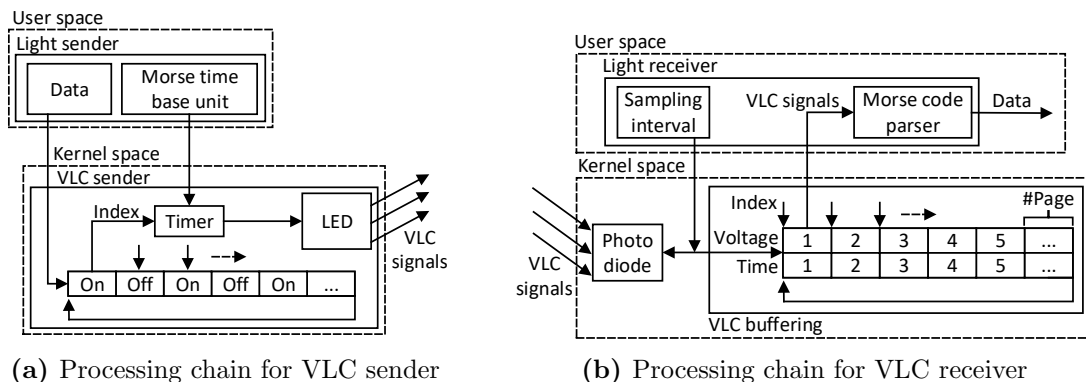 User space
Light sender
Data
Morse time
base unit
Kernel space
VLC sender
Index
Timer
LED
VLC
signals
On Off On Off On ...
(a) Processing chain for VLC sender
User space
Light receiver
Sampling
interval
VLC signals
Morse code
parser
Data
Kernel space
Index
#Page
Photo
diode
VLC
signals
Voltage 1 2 3 4 5 ...
Time 1 2 3 4 5 ...
VLC buffering
(b) Processing chain for VLC receiver